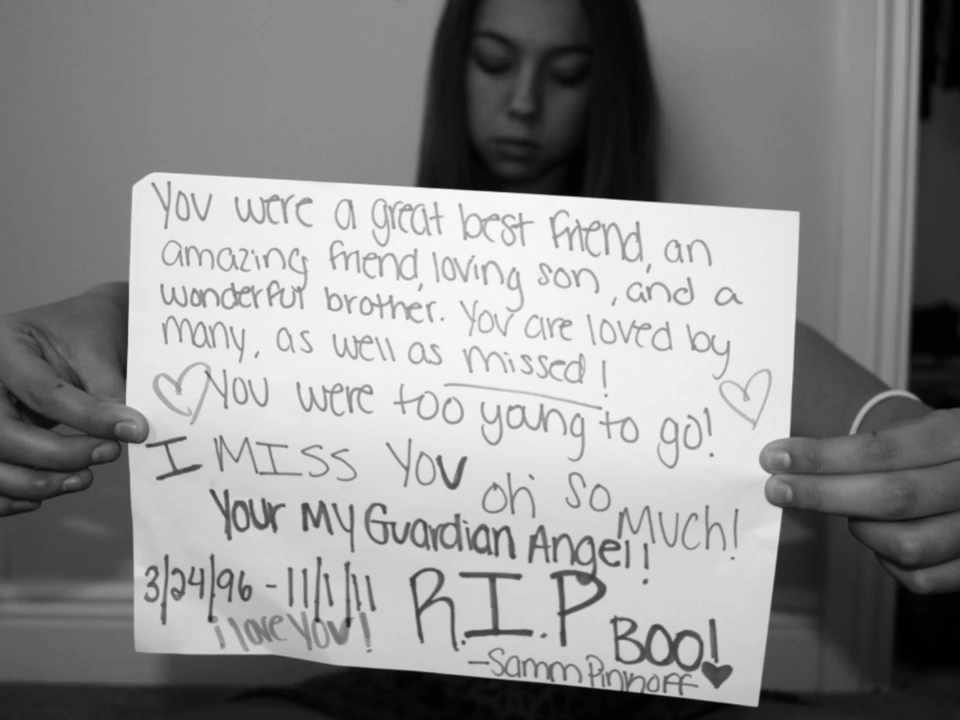 You were a great best friend, an
amazing friend, loving son, and a
wonderful brother. You are loved by
many, as well as missed!
You were too young to go!
I MISS YOU oh so MUCH!
Your My Guardian Angel!
3/24/96 - 11/1/11 R.I.P BOO!
i love YOU!
-Samm Pinhoff